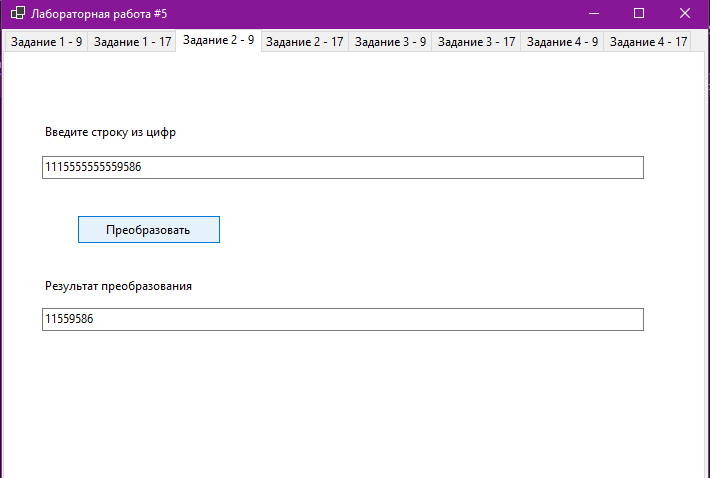 Лабораторная работа #5
Задание 1 - 9 Задание 1 - 17 Задание 2 - 9 Задание 2 - 17 Задание 3 - 9 Задание 3 - 17 Задание 4 - 9 Задание 4 - 17
Введите строку из цифр
1115555555559586
Преобразовать
Результат преобразования
11559586